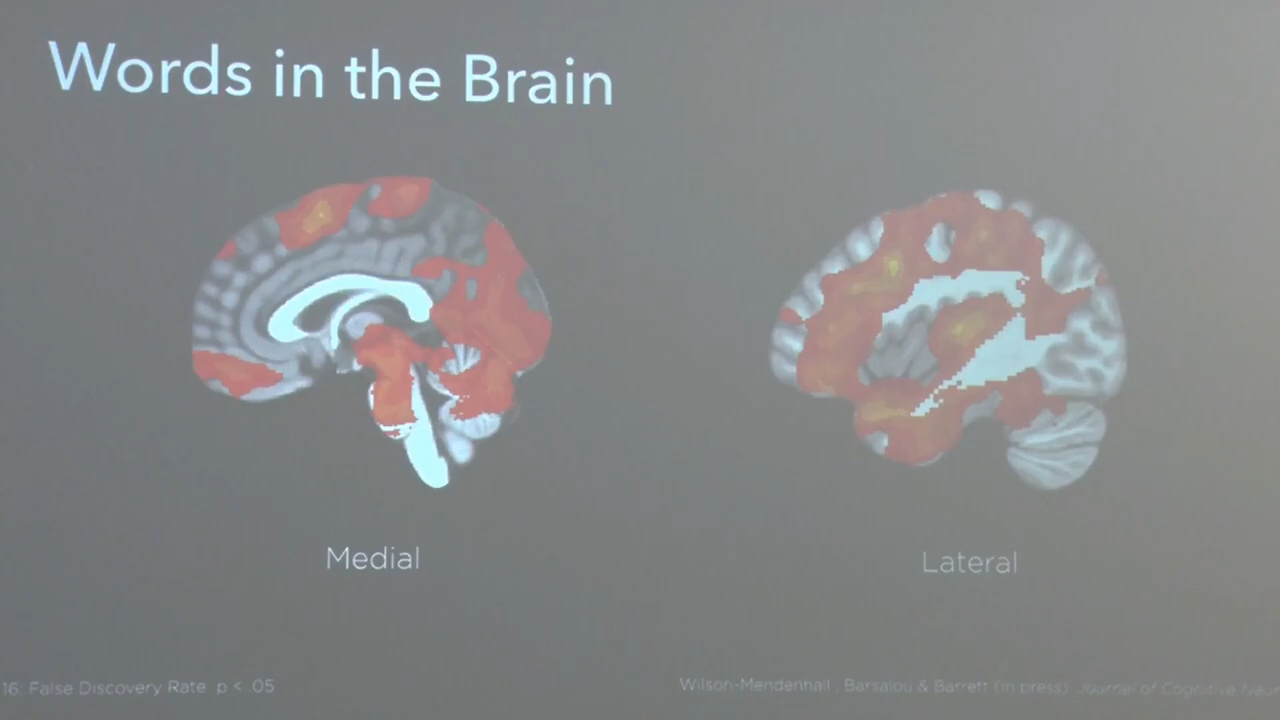 Words in the Brain
Medial
Lateral
16; False Discovery Rate p < .05
Wilson-Mendenhall , Barsalou & Barrett (in press) Journal of Cognitive